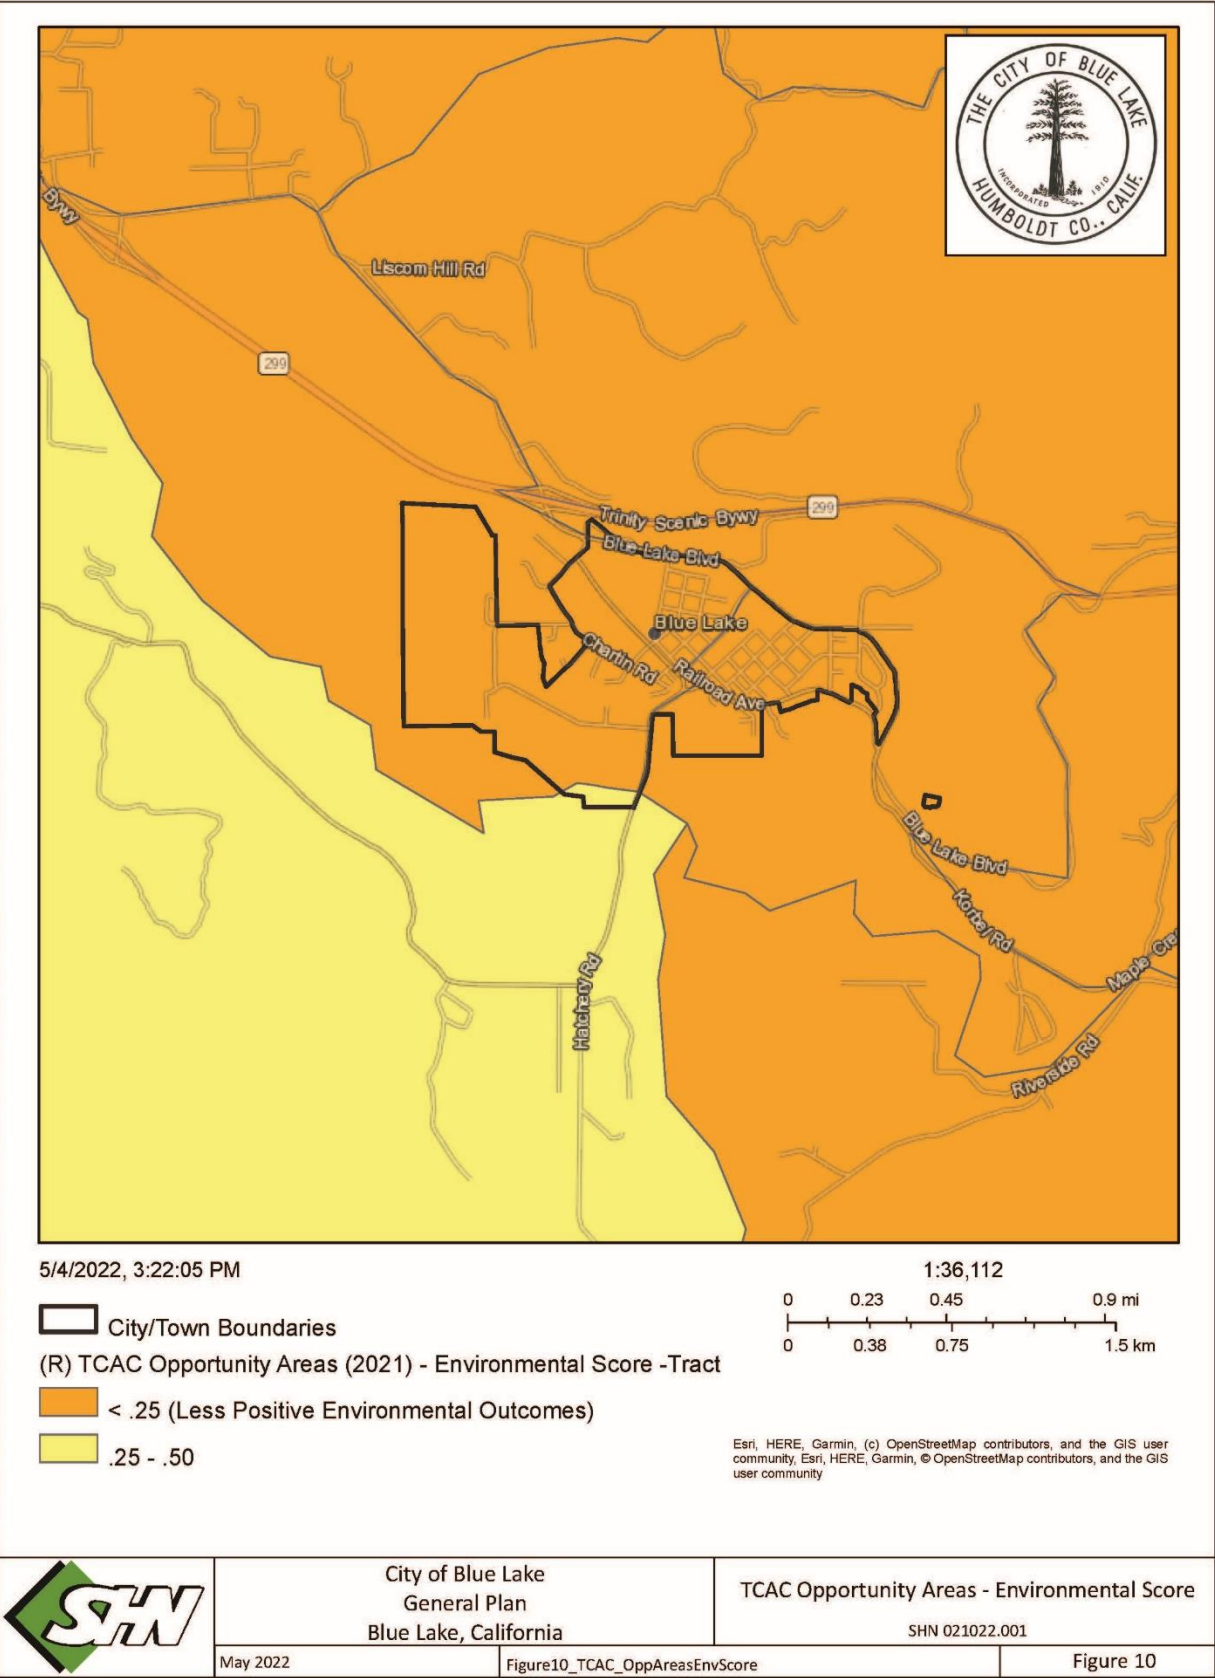 THE CITY OF BLUE LAKE
INCORPORATED 1910
HUMBOLDT CO., CALIF.
Bywy
Liscom Hill Rd
299
Trinity Scenic Bywy
299
Blue Lake Blvd
Blue Lake
Chartin Rd
Railroad Ave
Blue Lake Blvd
Korbel Rd
Maple Cre
Hatchery Rd
Riverside Rd
5/4/2022, 3:22:05 PM
1:36,112
0 0.23 0.45 0.9 mi
0 0.38 0.75 1.5 km
City/Town Boundaries
(R) TCAC Opportunity Areas (2021) - Environmental Score -Tract
< .25 (Less Positive Environmental Outcomes)
.25 - .50
Esri, HERE, Garmin, (c) OpenStreetMap contributors, and the GIS user
community, Esri, HERE, Garmin, © OpenStreetMap contributors, and the GIS
user community
SHN
City of Blue Lake
General Plan
Blue Lake, California
TCAC Opportunity Areas - Environmental Score
SHN 021022.001
May 2022
Figure10_TCAC_OppAreasEnvScore
Figure 10